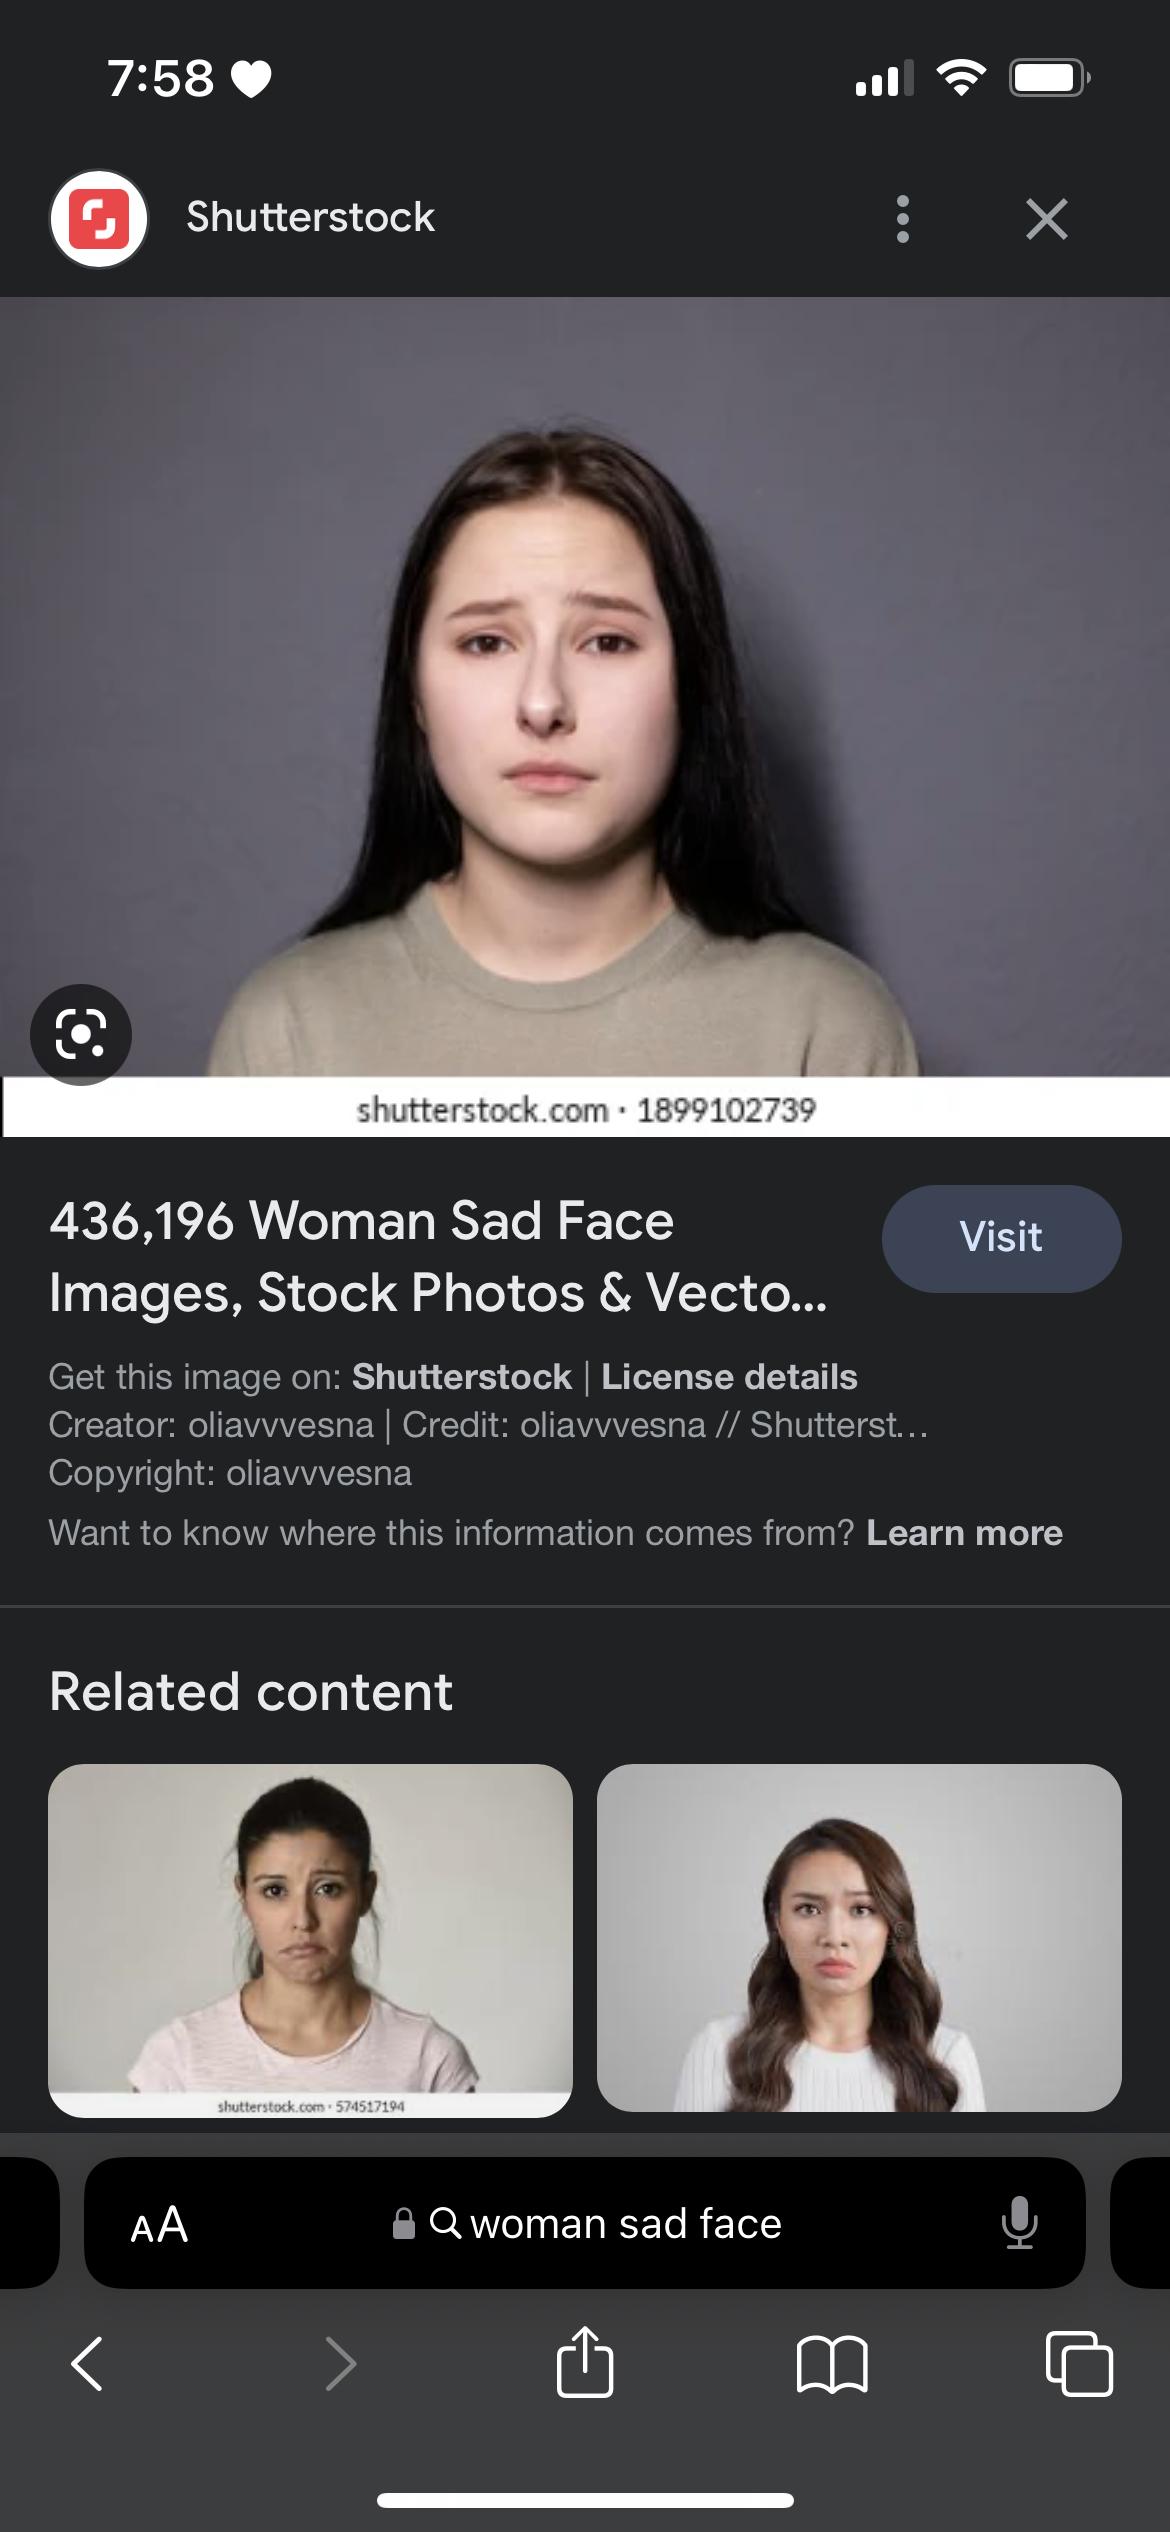 7:58
Shutterstock
shutterstock.com · 1899102739
436,196 Woman Sad Face
Images, Stock Photos & Vecto...
Visit
Get this image on: Shutterstock | License details
Creator: oliavvvesna | Credit: oliavvvesna // Shutterst...
Copyright: oliavvvesna
Want to know where this information comes from? Learn more
Related content
shutterstock.com · 574517194
AA
woman sad face